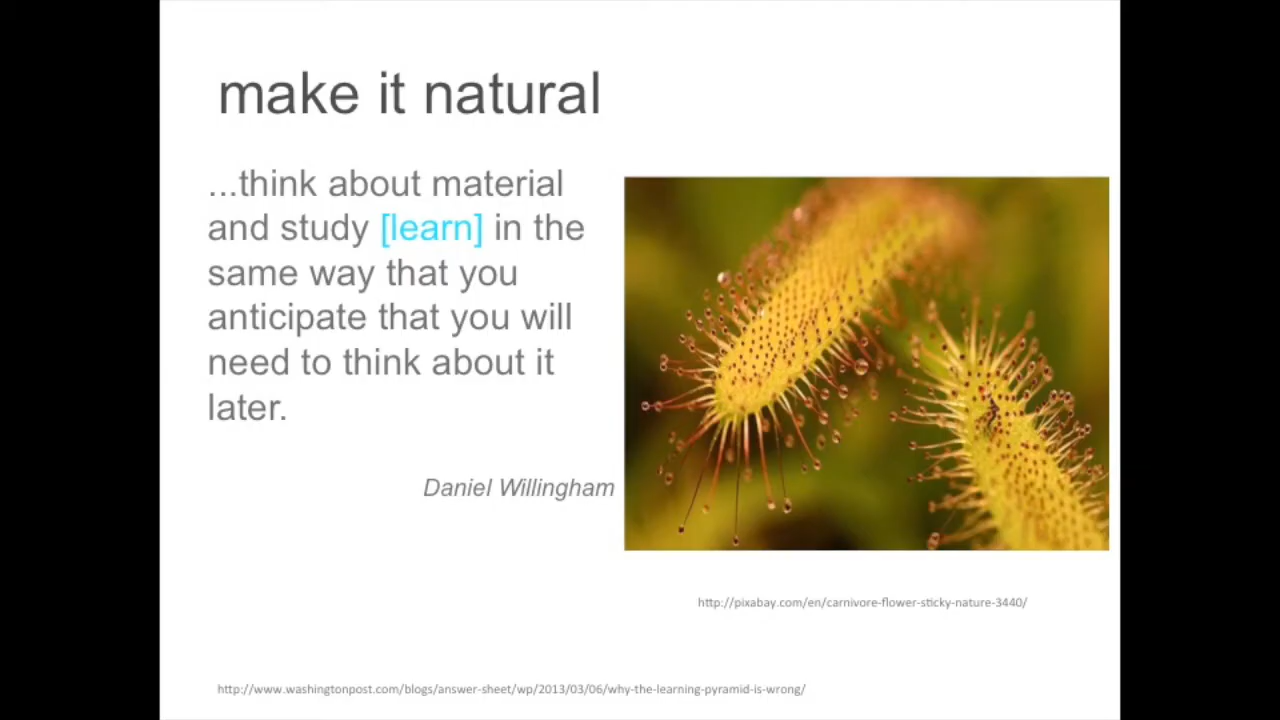 make it natural
...think about material
and study [learn] in the
same way that you
anticipate that you will
need to think about it
later.
Daniel Willingham
http://pixabay.com/en/carnivore-flower-sticky-nature-3440/
http://www.washingtonpost.com/blogs/answer-sheet/wp/2013/03/06/why-the-learning-pyramid-is-wrong/